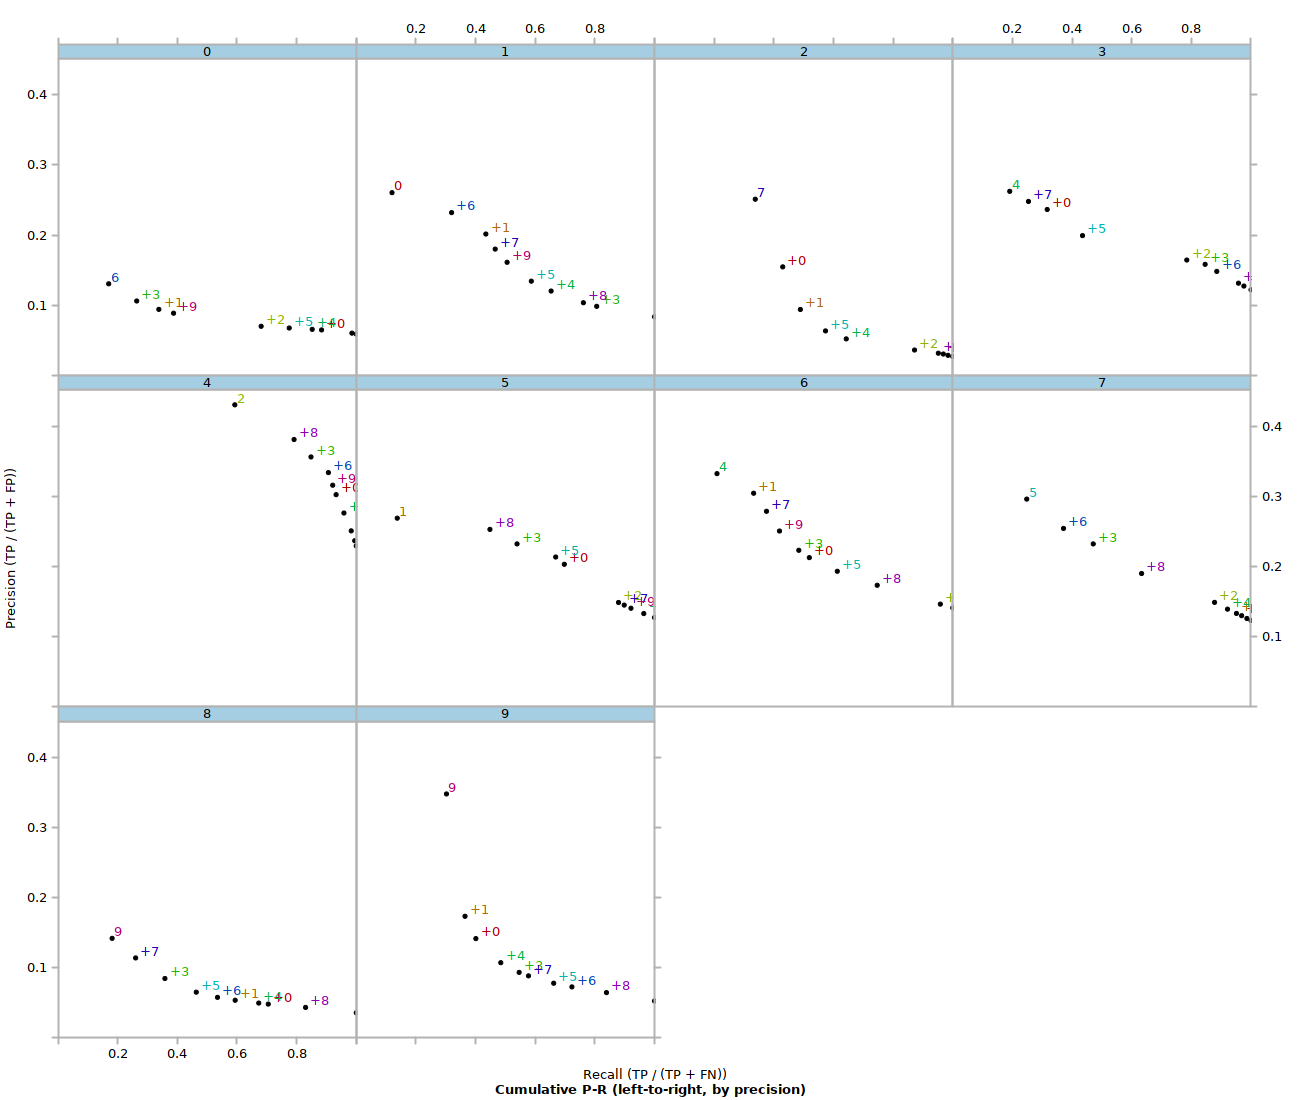 0.2 0.4 0.6 0.8 0.2 0.4 0.6 0.8
0 1 2 3
0.4
0.3
0.2
0.1
6 +3 +1 +9 +2 +5 +4 +0
0 +6 +1 +7 +9 +5 +4 +8 +3
7 +0 +1 +5 +4 +2
4 +7 +0 +5 +2 +3 +6
4 5 6 7
2 +8 +3 +6 +9 +0
1 +8 +3 +5 +0 +2 +7 +9
4 +1 +7 +9 +3 +0 +5 +8
5 +6 +3 +8 +2 +4
0.4
0.3
0.2
0.1
Precision (TP / (TP + FP))
8 9
0.4
0.3
0.2
0.1
9 +7 +3 +5 +6 +1 +4 +0 +8
9 +1 +0 +4 +3 +7 +5 +6 +8
0.2 0.4 0.6 0.8
Recall (TP / (TP + FN))
Cumulative P-R (left-to-right, by precision)